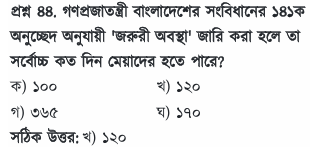 প্রশ্ন 44. গণপ্রজাতন্ত্রী বাংলাদেশের সংবিধানের ১৪১ক
অনুচ্ছেদ অনুযায়ী 'জরুরী অবস্থা' জারি করা হলে তা
সর্বোচ্চ কত দিন মেয়াদের হতে পারে?
ক) ১০০ খ) ১২০
গ) ৩৬৫ ঘ) ১৭০
সঠিক উত্তর: খ) ১২০